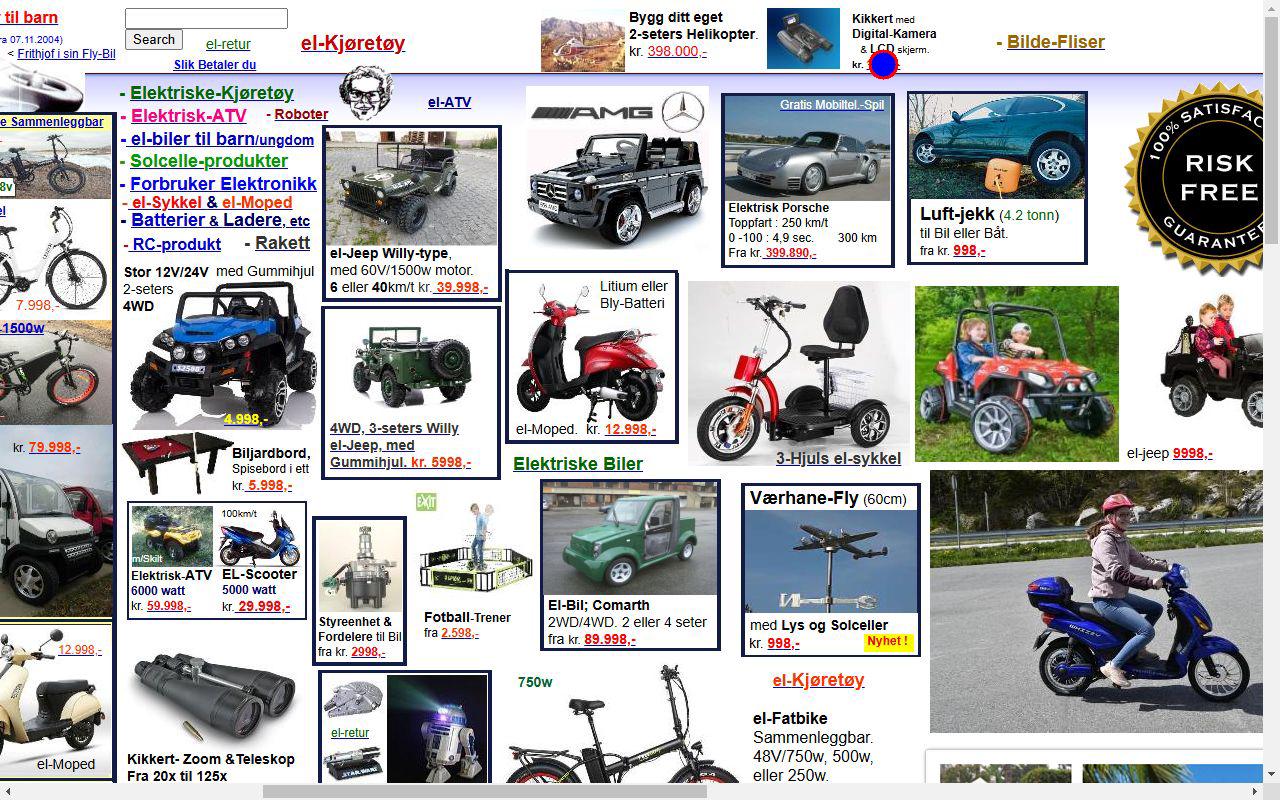 til barn
ra 07.11.2004)
< Frithjof i sin Fly-Bil
Search
el-retur
Slik Betaler du
el-Kjøretøy
Bygg ditt eget
2-seters Helikopter.
kr. 398.000,-
Kikkert med
Digital-Kamera
& LCD skjerm.
kr.
- Bilde-Fliser
- Elektriske-Kjøretøy
- Elektrisk-ATV
- Roboter
- el-biler til barn/ungdom
- Solcelle-produkter
- Forbruker Elektronikk
- el-Sykkel & el-Moped
- Batterier & Ladere, etc
- RC-produkt
- Rakett
el-ATV
e Sammenleggbar
8v
el
7.998,-
-1500w
kr. 79.998,-
12.998,-
el-Moped
Stor 12V/24V med Gummihjul
2-seters
4WD
4.998,-
el-Jeep Willy-type,
med 60V/1500w motor.
6 eller 40km/t kr. 39.998,-
AMG
Gratis Mobiltel.-Spil
Elektrisk Porsche
Toppfart : 250 km/t
0 -100 : 4,9 sec. 300 km
Fra kr. 399.890,-
Luft-jekk (4.2 tonn)
til Bil eller Båt.
fra kr. 998,-
100% SATISFAC
RISK
FREE
GUARANTEE
4WD, 3-seters Willy
el-Jeep, med
Gummihjul. kr. 5998,-
Litium eller
Bly-Batteri
el-Moped. kr. 12.998,-
3-Hjuls el-sykkel
el-jeep 9998,-
Biljardbord,
Spisebord i ett
kr. 5.998,-
Elektriske Biler
m/Skilt
Elektrisk-ATV
6000 watt
kr. 59.998,-
100km/t
EL-Scooter
5000 watt
kr. 29.998,-
Styreenhet &
Fordelere til Bil
fra kr. 2998,-
EXIT
Fotball-Trener
fra 2.598,-
El-Bil; Comarth
2WD/4WD. 2 eller 4 seter
fra kr. 89.998,-
Værhane-Fly (60cm)
med Lys og Solceller
kr. 998,-
Nyhet !
Kikkert- Zoom &Teleskop
Fra 20x til 125x
el-retur
STAR WARS
750w
el-Kjøretøy
el-Fatbike
Sammenleggbar.
48V/750w, 500w,
eller 250w.